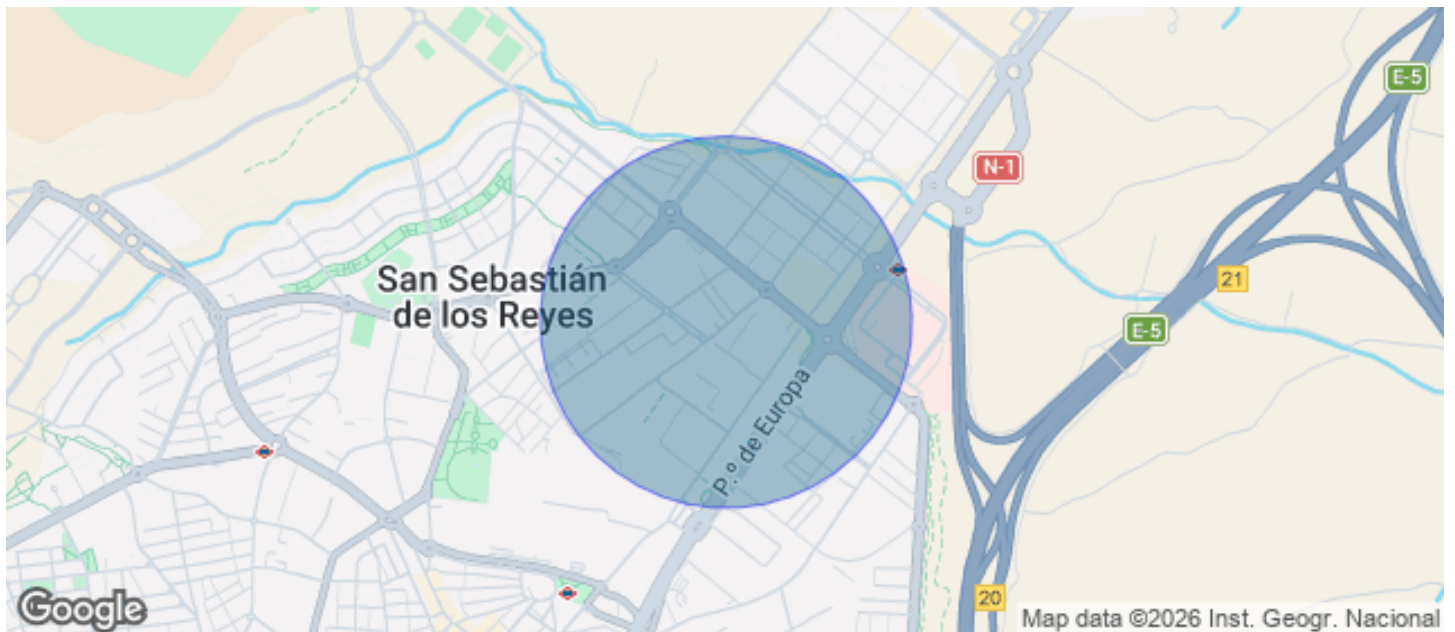 E-5
N-1
San Sebastián
de los Reyes
21
E-5
P.º de Europa
20
Google
Map data ©2026 Inst. Geogr. Nacional